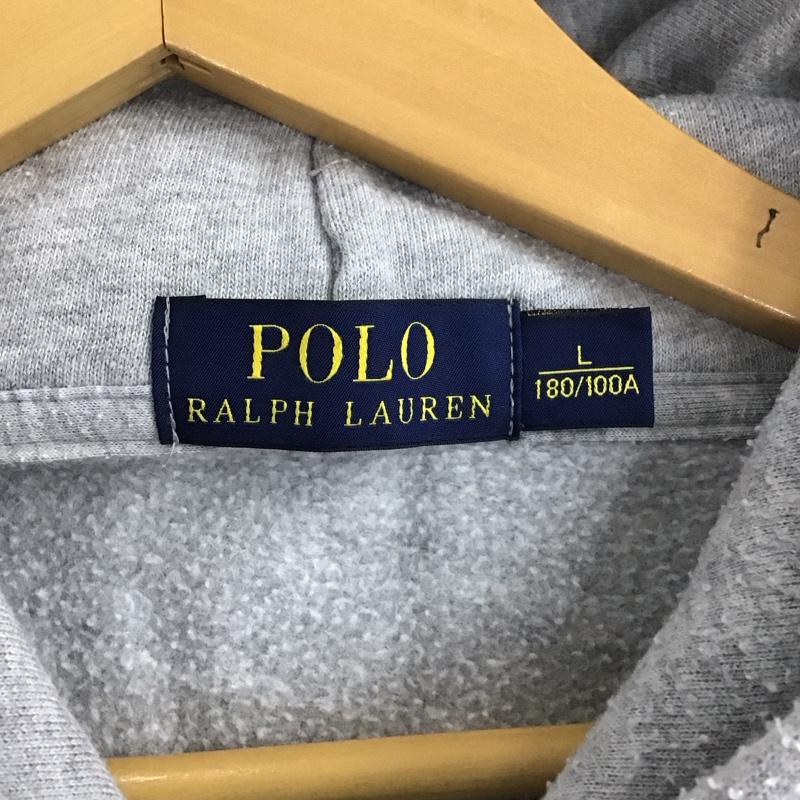 POLO
RALPH LAUREN
L
180/100A